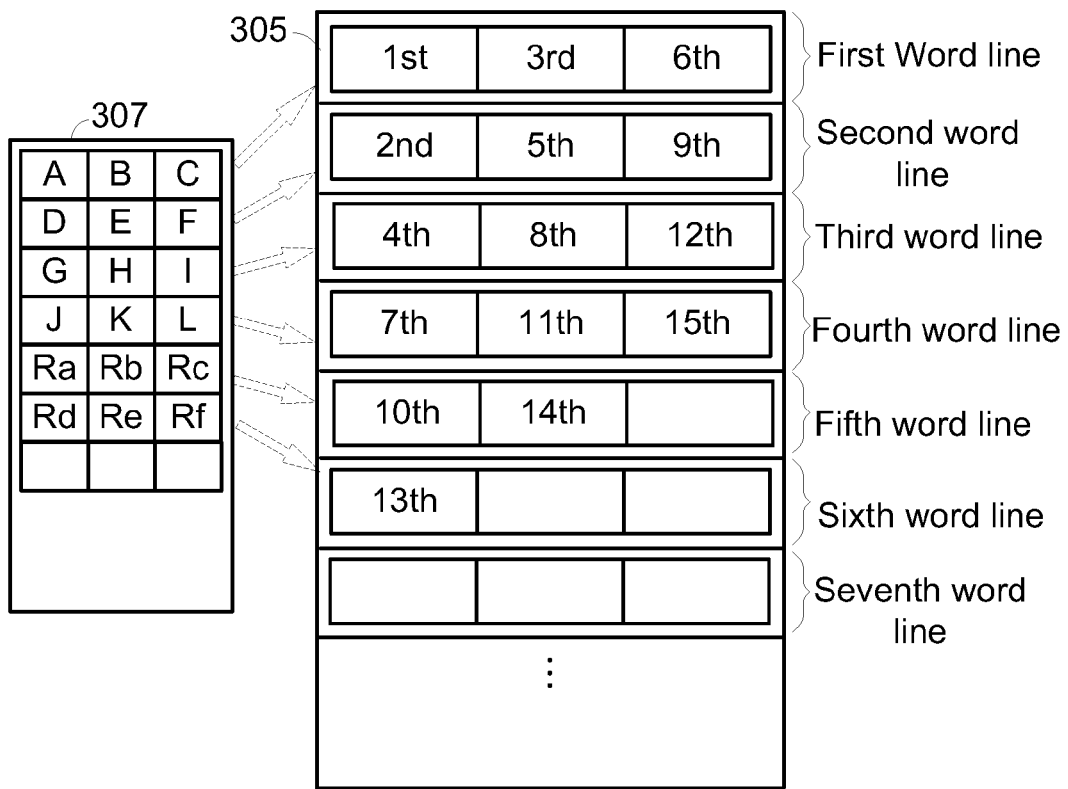 305
1st 3rd 6th
First Word line
307
2nd 5th 9th
Second word
line
A B C
D E F
4th 8th 12th
Third word line
G H I
J K L
7th 11th 15th
Fourth word line
Ra Rb Rc
Rd Re Rf
10th 14th
Fifth word line
13th
Sixth word line
Seventh word
line